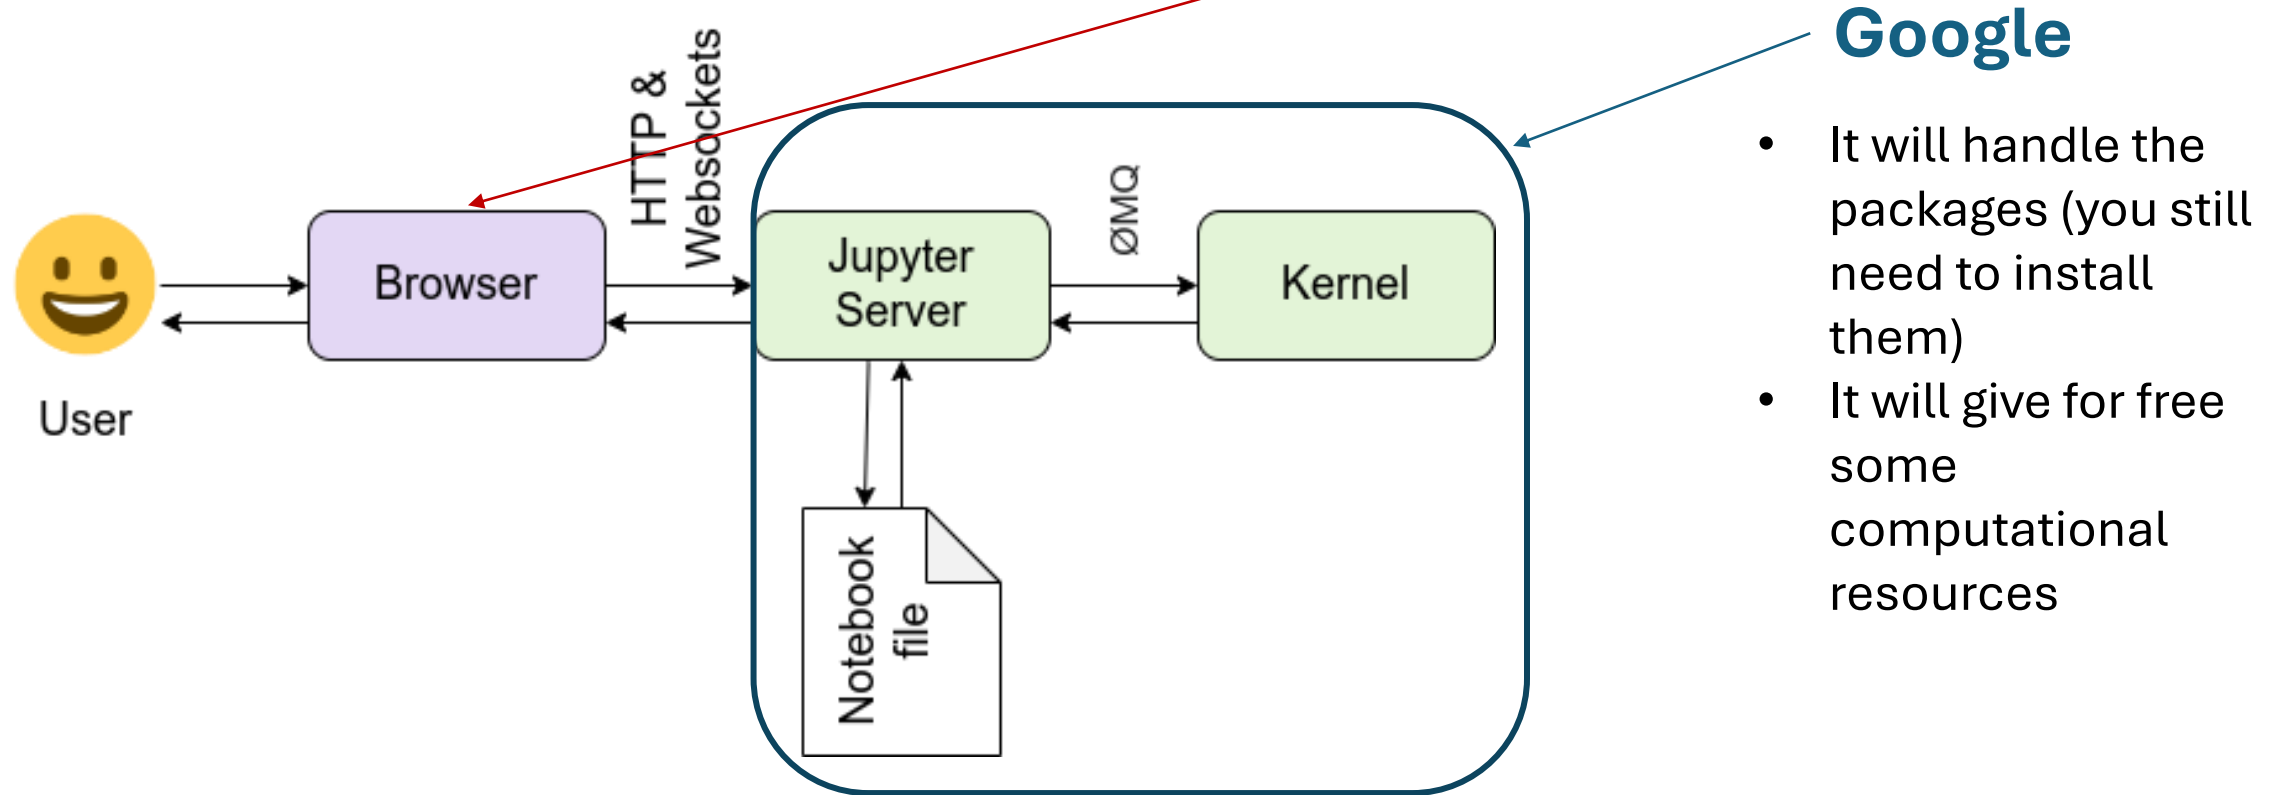 HTTP &
Websockets
Google
Browser
Jupyter
Server
ØMQ
Kernel
User
Notebook
file
• It will handle the
packages (you still
need to install
them)
• It will give for free
some
computational
resources